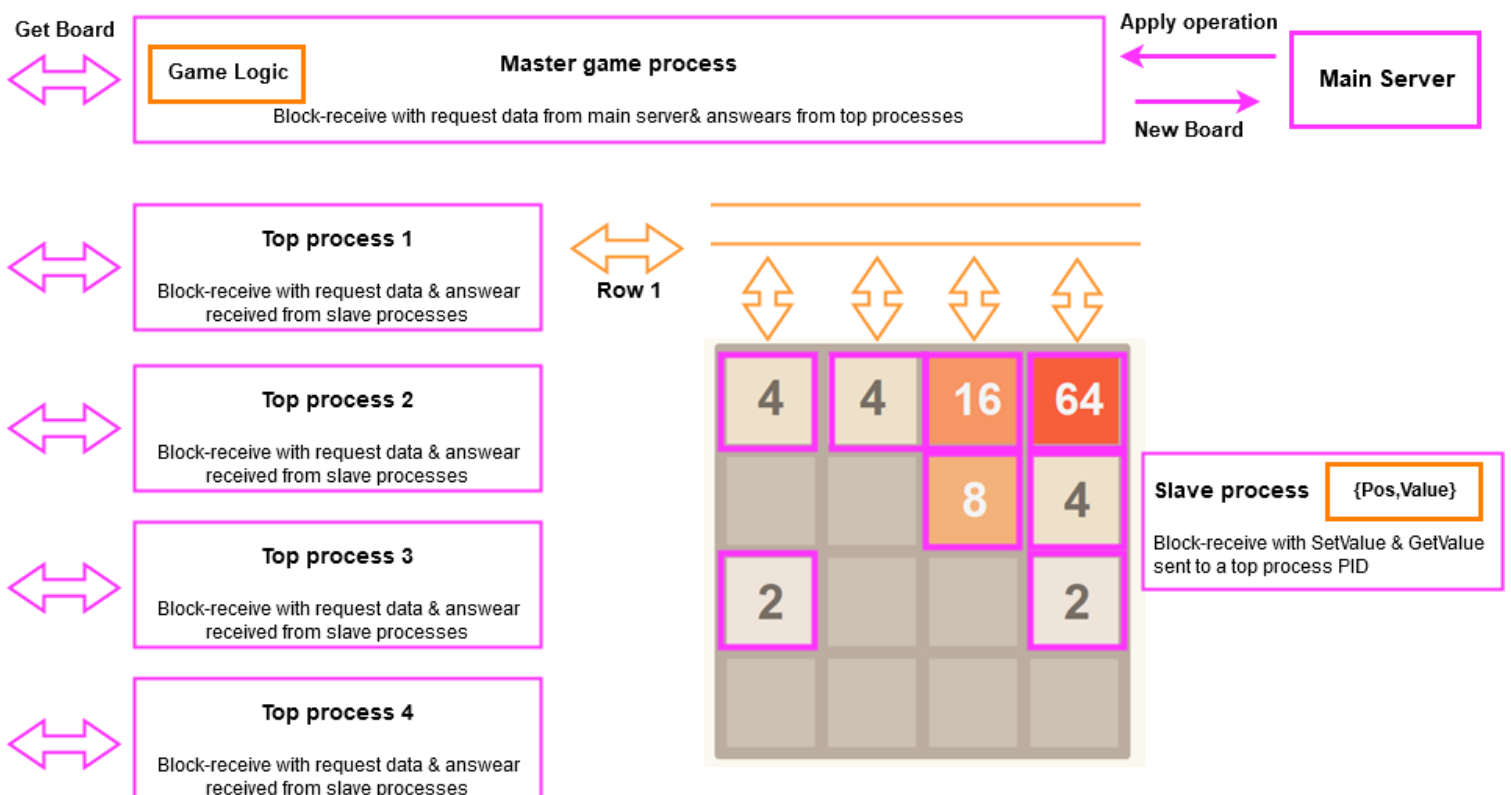 Get Board
Game Logic
Master game process
Block-receive with request data from main server& answears from top processes
Apply operation
New Board
Main Server
Top process 1
Block-receive with request data & answear
received from slave processes
Row 1
Top process 2
Block-receive with request data & answear
received from slave processes
Top process 3
Block-receive with request data & answear
received from slave processes
Top process 4
Block-receive with request data & answear
received from slave processes
4 4 16 64
8 4
2 2
Slave process {Pos,Value}
Block-receive with SetValue & GetValue
sent to a top process PID